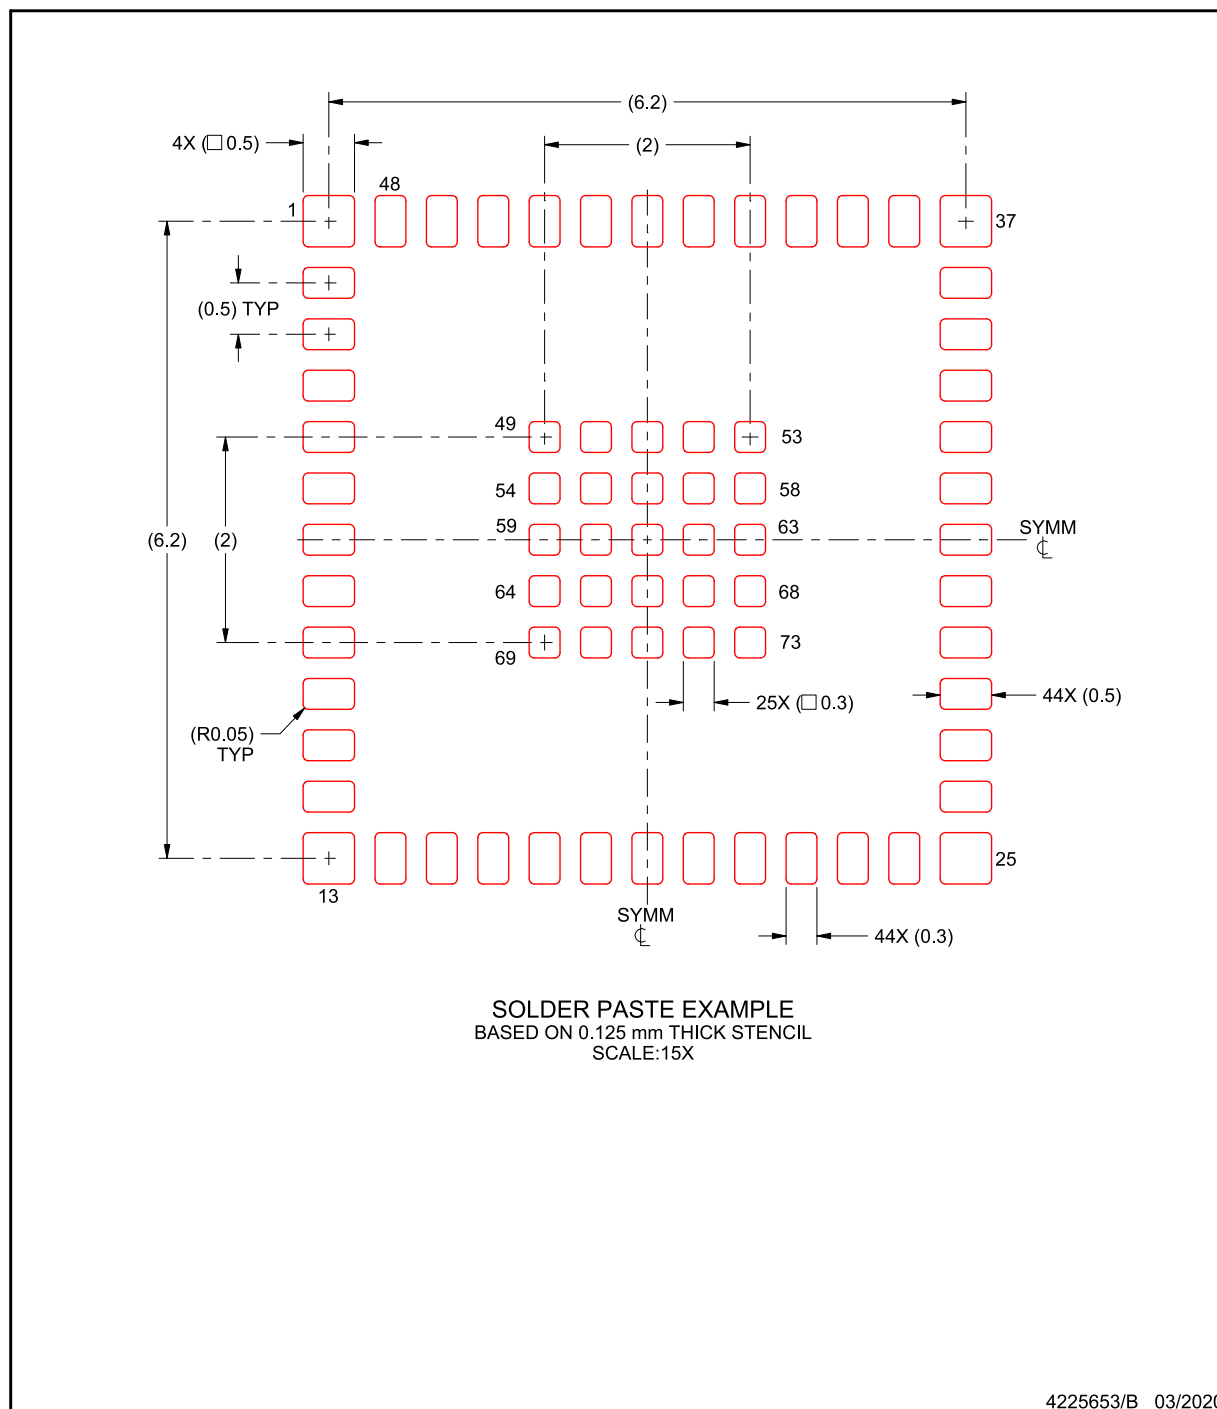 (6.2)
4X (□ 0.5)
(2)
48
1
37
(0.5) TYP
49
53
54
58
59
63
SYMM
℄
(6.2)
(2)
64
68
69
73
25X (□ 0.3)
44X (0.5)
(R0.05)
TYP
25
13
SYMM
℄
44X (0.3)
SOLDER PASTE EXAMPLE
BASED ON 0.125 mm THICK STENCIL
SCALE:15X
4225653/B 03/2020